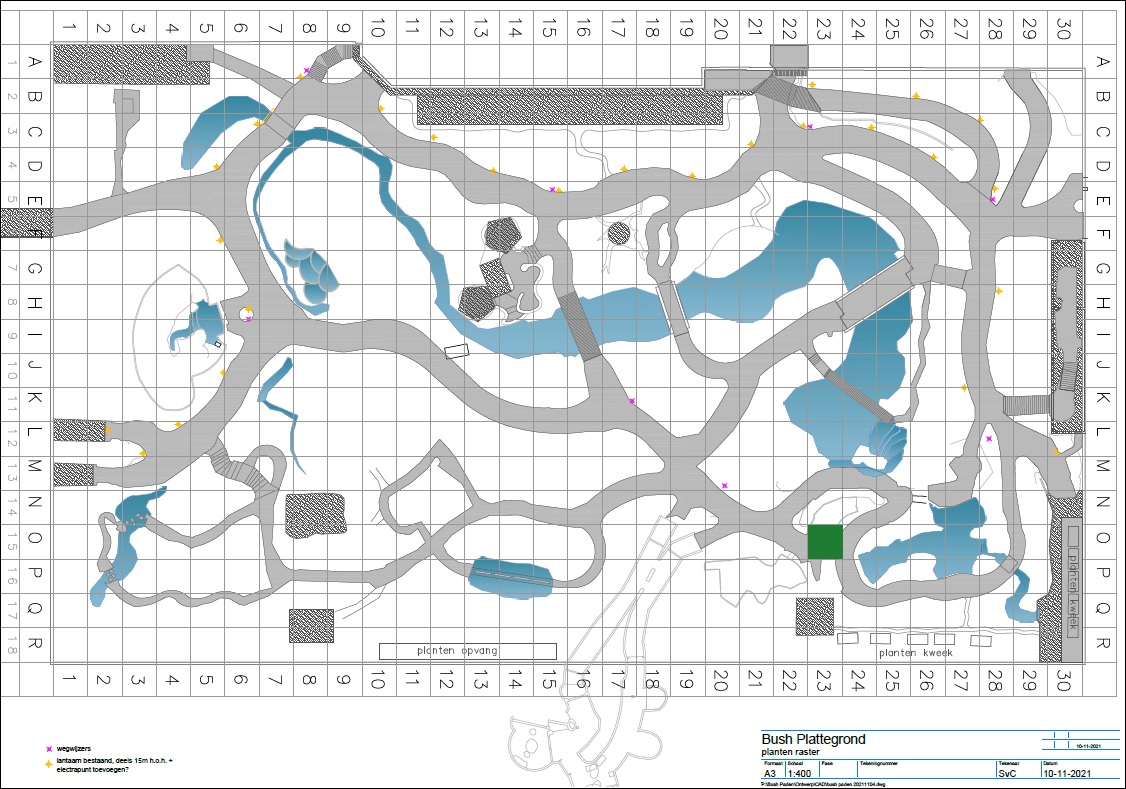 1 2 3 4 5 6 7 8 9 10 11 12 13 14 15 16 17 18 19 20 21 22 23 24 25 26 27 28 29 30
1 A A
2 B B
3 C C
4 D D
5 E E
F F
7 G G
8 H H
9 I I
10 J J
11 K K
12 L L
13 M M
14 N N
15 O O
16 P P
17 Q Q
18 R R
planten kweek
planten opvang
planten kweek
1 2 3 4 5 6 7 8 9 10 11 12 13 14 15 16 17 18 19 20 21 22 23 24 25 26 27 28 29 30
wegwijzers
lantaarn bestaand, deels 15m h.o.h. +
electrapunt toevoegen?
Bush Plattegrond
planten raster
10-11-2021
Formaat School Fase Tekeningnummer Tekenaar Datum
A3 1:400 SvC 10-11-2021
P:\Bush Paden\Ontwerp\CAD\bush paden 20211104.dwg